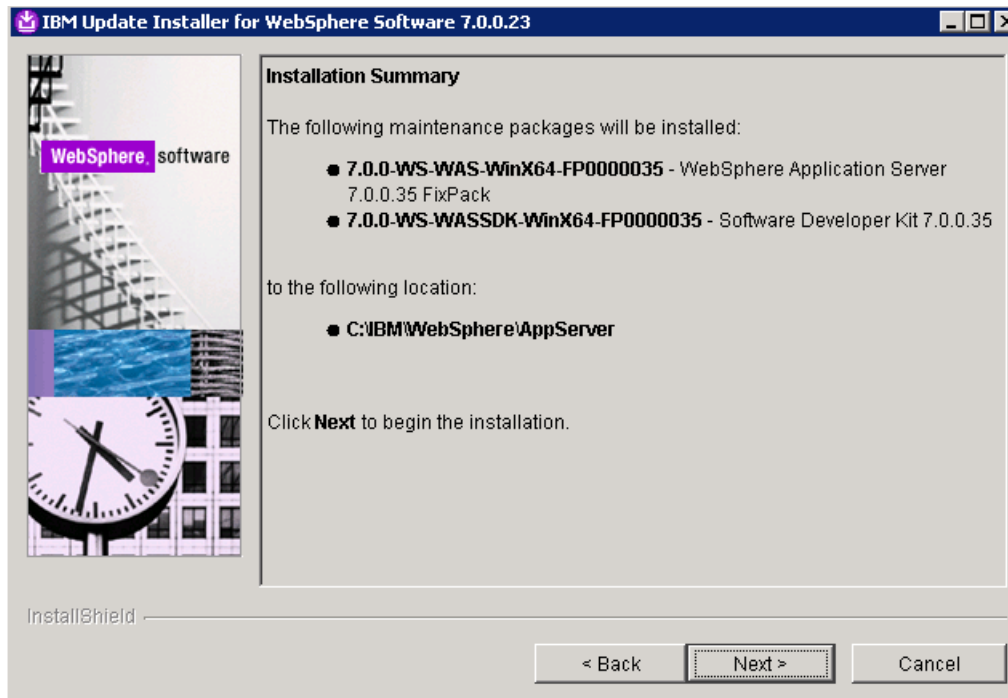 IBM Update Installer for WebSphere Software 7.0.0.23
WebSphere. software
Installation Summary
The following maintenance packages will be installed:
● 7.0.0-WS-WAS-WinX64-FP0000035 - WebSphere Application Server
7.0.0.35 FixPack
● 7.0.0-WS-WASSDK-WinX64-FP0000035 - Software Developer Kit 7.0.0.35
to the following location:
● C:\IBM\WebSphere\AppServer
Click Next to begin the installation.
InstallShield
< Back
Next >
Cancel